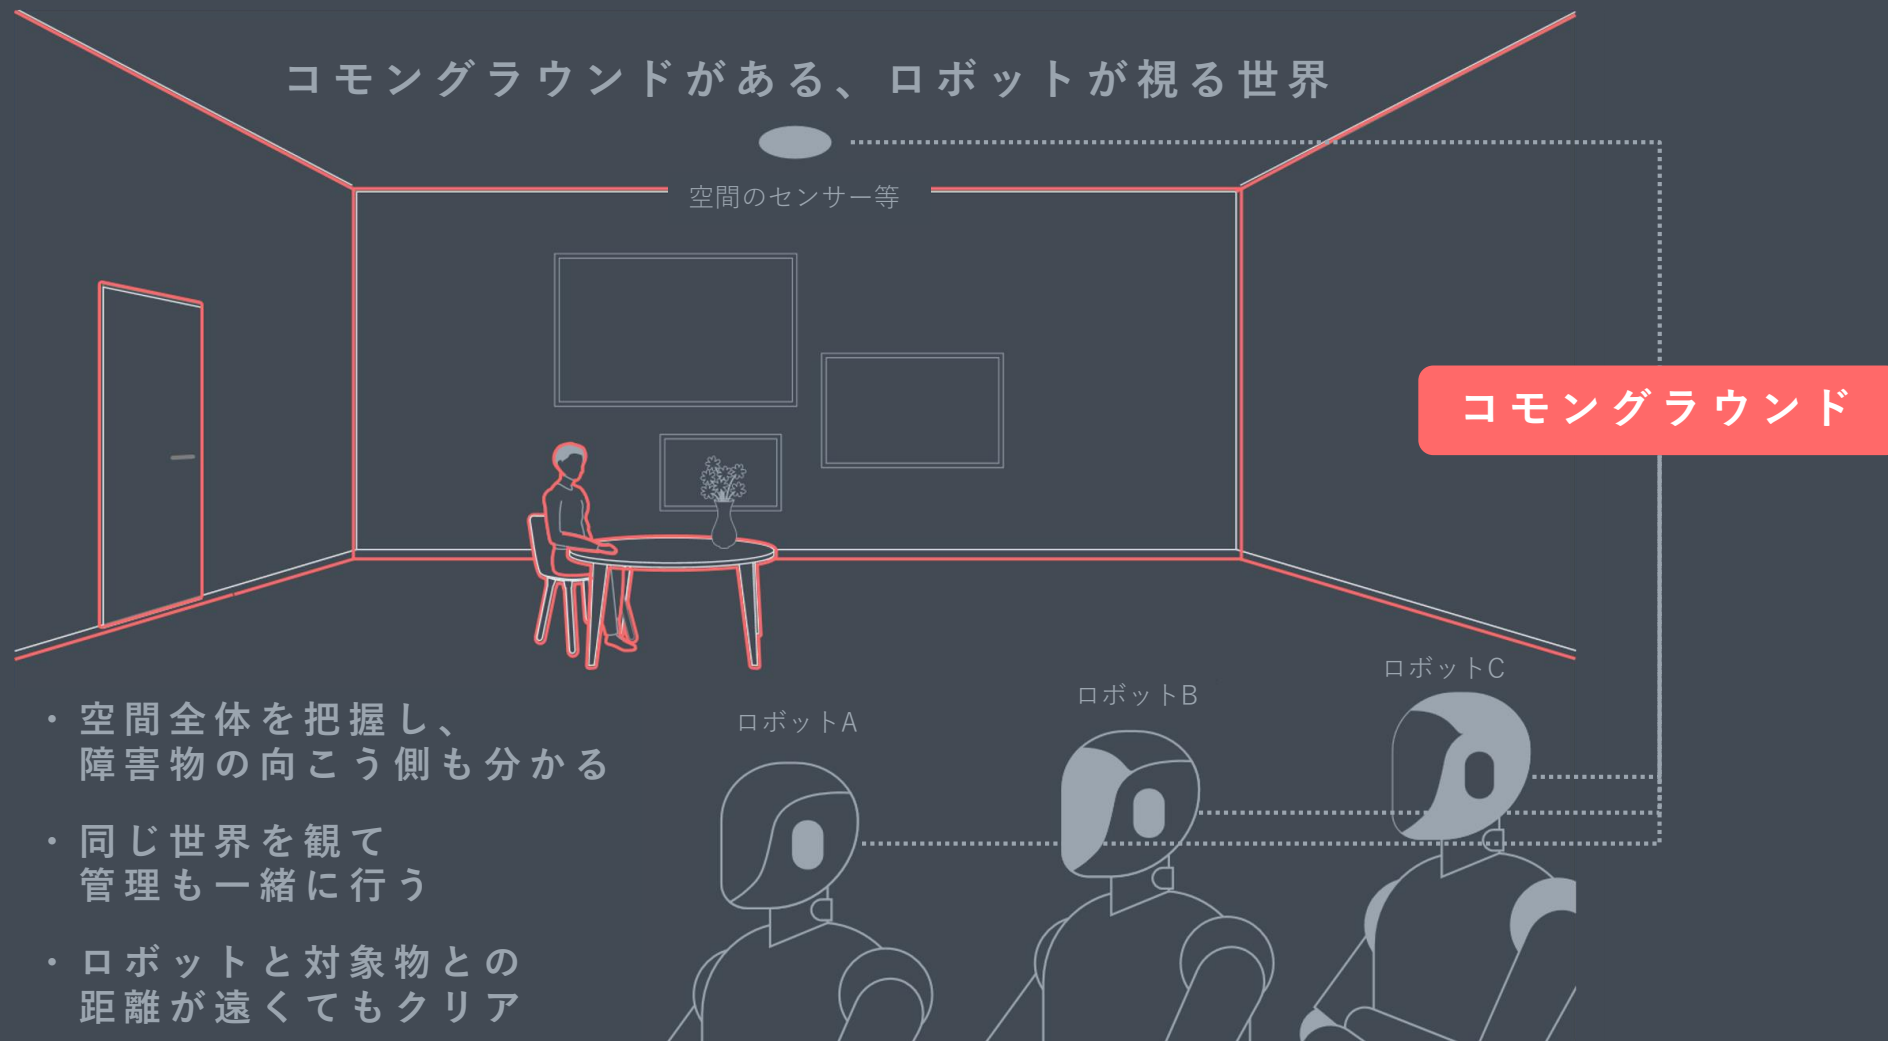 コモングラウンドがある、ロボットが視る世界
空間のセンサー等
コモングラウンド
ロボットC
ロボットB
ロボットA
・空間全体を把握し、
障害物の向こう側も分かる
・同じ世界を観て
管理も一緒に行う
・ロボットと対象物との
距離が遠くてもクリア